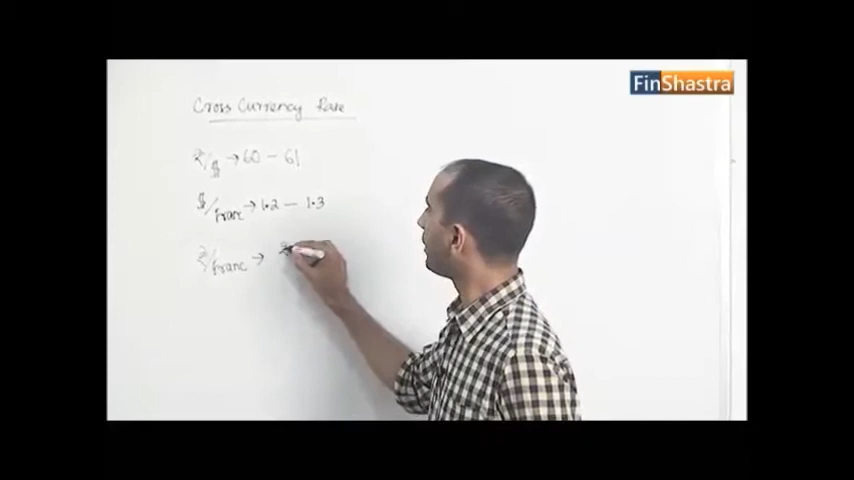 FinShastra
Cross Currency Rate
₹/$ → 60 - 61
$/Franc → 1.2 - 1.3
₹/Franc →